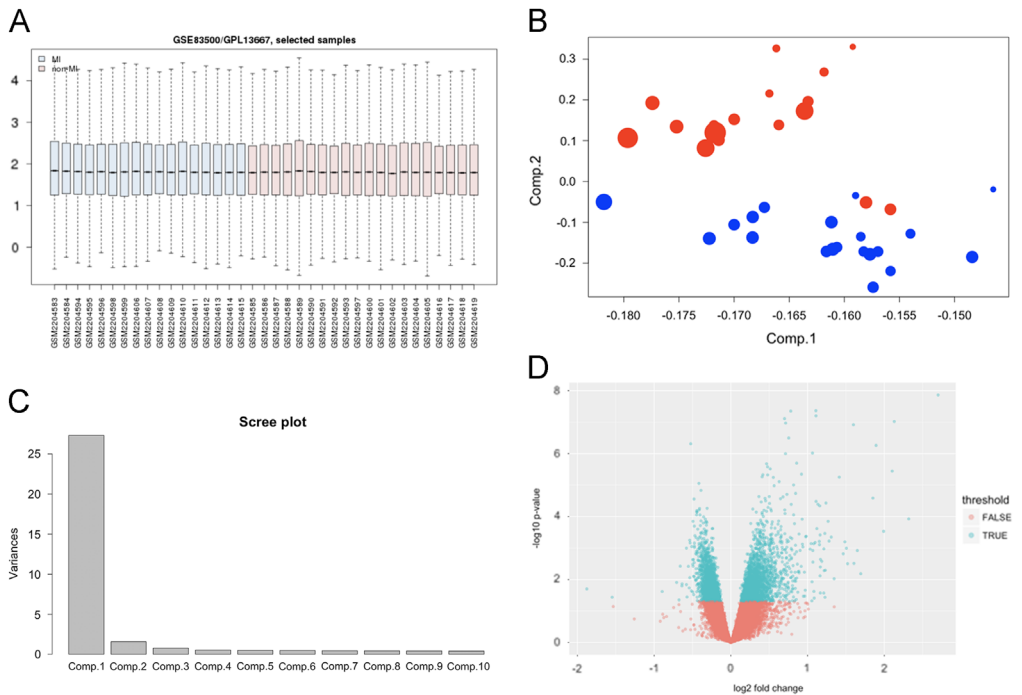 A
GSE83500/GPL13667, selected samples
MI
non-MI
4
3
2
1
0
GSM2204583
GSM2204584
GSM2204594
GSM2204595
GSM2204596
GSM2204598
GSM2204599
GSM2204606
GSM2204607
GSM2204608
GSM2204609
GSM2204610
GSM2204611
GSM2204612
GSM2204613
GSM2204614
GSM2204615
GSM2204585
GSM2204586
GSM2204587
GSM2204588
GSM2204589
GSM2204590
GSM2204591
GSM2204592
GSM2204593
GSM2204597
GSM2204600
GSM2204601
GSM2204602
GSM2204603
GSM2204604
GSM2204605
GSM2204616
GSM2204617
GSM2204618
GSM2204619
B
Comp.2
0.3
0.2
0.1
0.0
-0.1
-0.2
-0.180 -0.175 -0.170 -0.165 -0.160 -0.155 -0.150
Comp.1
C
Scree plot
Variances
25
20
15
10
5
0
Comp.1 Comp.2 Comp.3 Comp.4 Comp.5 Comp.6 Comp.7 Comp.8 Comp.9 Comp.10
D
-log10 p-value
8
6
4
2
0
-2 -1 0 1 2
log2 fold change
threshold
FALSE
TRUE